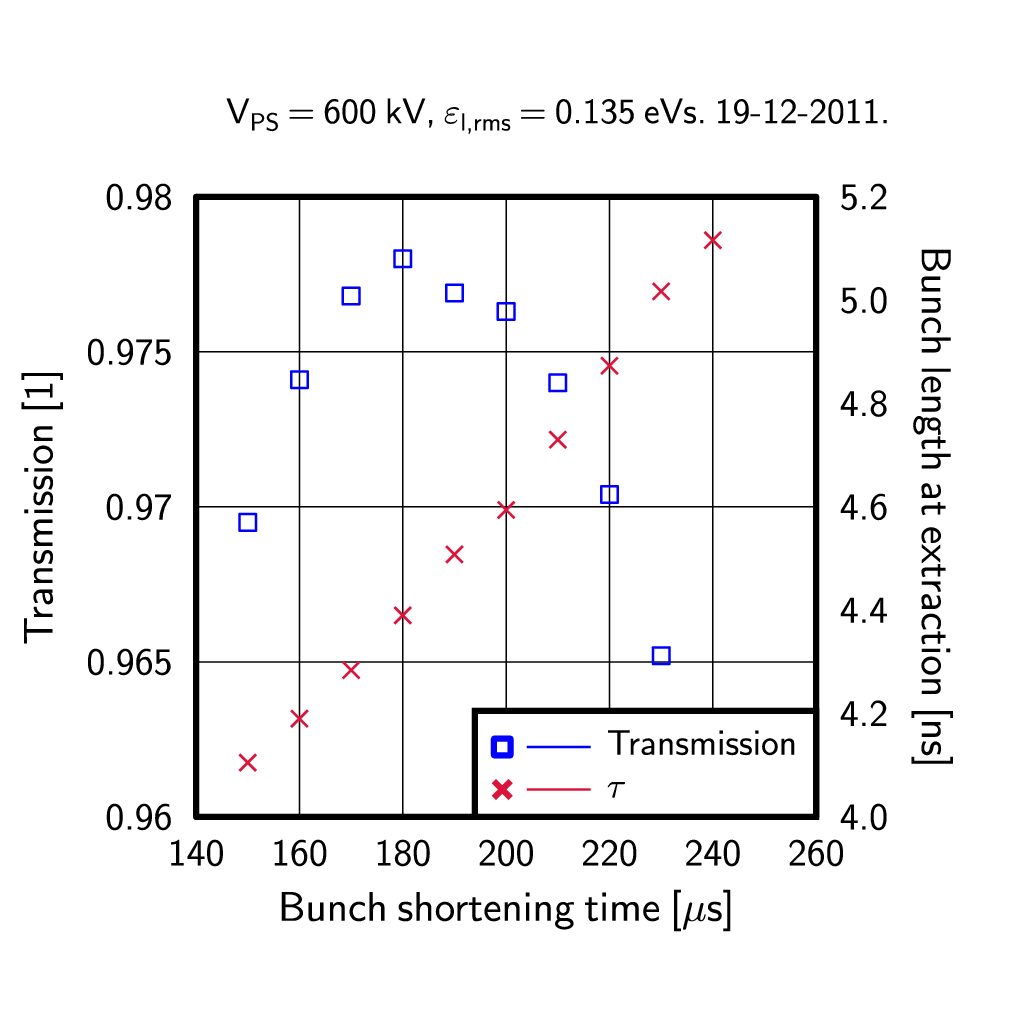 V_PS = 600 kV, ε_l,rms = 0.135 eVs. 19-12-2011.
0.98
0.975
0.97
0.965
0.96
Transmission [1]
5.2
5.0
4.8
4.6
4.4
4.2
4.0
Bunch length at extraction [ns]
Transmission
τ
140 160 180 200 220 240 260
Bunch shortening time [μs]